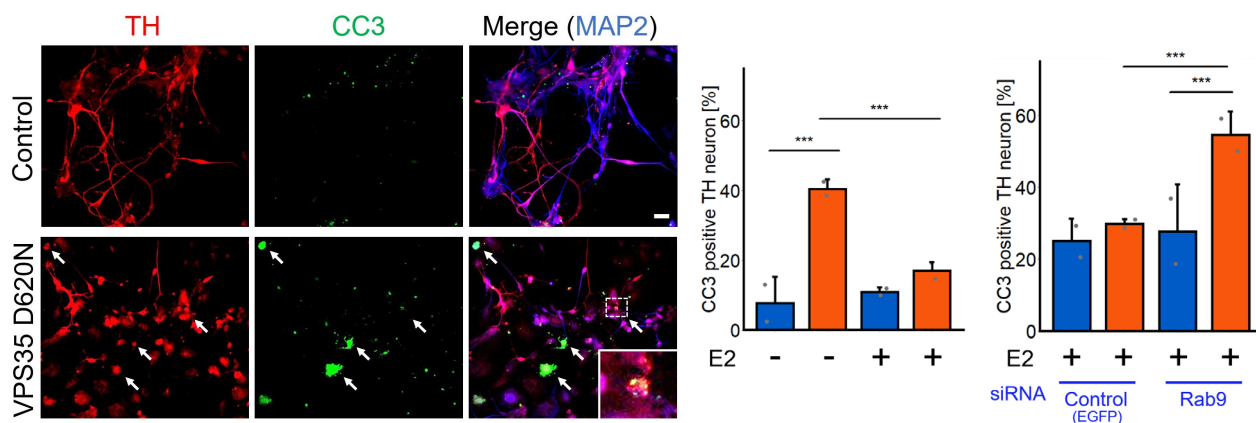 TH CC3 Merge (MAP2)
Control
VPS35 D620N
CC3 positive TH neuron [%]
60
40
20
0
***
***
E2 - - + +
CC3 positive TH neuron [%]
60
40
20
0
***
***
E2 + + + +
siRNA Control Rab9
(EGFP)